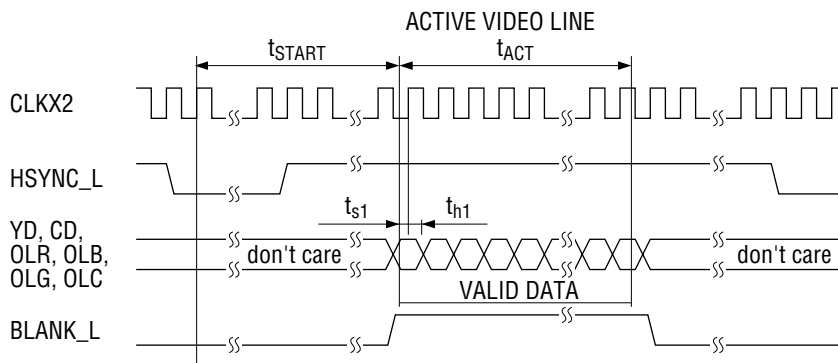 ACTIVE VIDEO LINE
tSTART
tACT
CLKX2
HSYNC_L
ts1
th1
YD, CD,
OLR, OLB,
OLG, OLC
don't care
don't care
VALID DATA
BLANK_L